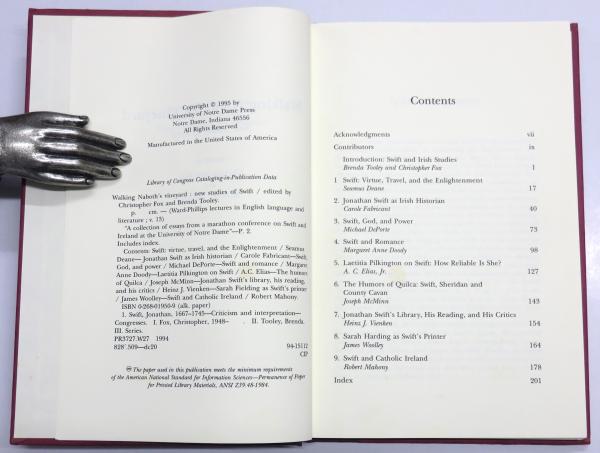 Copyright © 1995 by
University of Notre Dame Press
Notre Dame, Indiana 46556
All Rights Reserved
Manufactured in the United States of America
Library of Congress Cataloging-in-Publication Data
Walking Naboth's vineyard : new studies of Swift / edited by
Christopher Fox and Brenda Tooley.
p. cm. — (Ward-Phillips lectures in English language and
literature ; v. 13)
"A collection of essays from a marathon conference on Swift and
Ireland at the University of Notre Dame"—P. 2.
Includes index.
Contents: Swift: virtue, travel, and the Enlightenment / Seamus
Deane—Jonathan Swift as Irish historian / Carole Fabricant—Swift,
God, and power / Michael DePorte—Swift and romance / Margaret
Anne Doody—Laetitia Pilkington on Swift / A.C. Elias—The humors
of Quilca / Joseph McMinn—Jonathan Swift's library, his reading,
and his critics / Heinz J. Vienken—Sarah Harding as Swift's printer
/ James Woolley—Swift and Catholic Ireland / Robert Mahony.
ISBN 0-268-01950-9 (alk. paper)
1. Swift, Jonathan, 1667–1745—Criticism and interpretation—
Congresses. I. Fox, Christopher, 1948– . II. Tooley, Brenda.
III. Series.
PR3727.W27 1994
828'.509—dc20 94-15112
CIP
∞ The paper used in this publication meets the minimum requirements
of the American National Standard for Information Sciences—Permanence of Paper
for Printed Library Materials, ANSI Z39.48-1984.
Contents
Acknowledgments vii
Contributors ix
Introduction: Swift and Irish Studies
Brenda Tooley and Christopher Fox 1
1 Swift: Virtue, Travel, and the Enlightenment
Seamus Deane 17
2. Jonathan Swift as Irish Historian
Carole Fabricant 40
3. Swift, God, and Power
Michael DePorte 73
4. Swift and Romance
Margaret Anne Doody 98
5. Laetitia Pilkington on Swift: How Reliable Is She?
A. C. Elias, Jr. 127
6. The Humors of Quilca: Swift, Sheridan and
County Cavan
Joseph McMinn 143
7. Jonathan Swift's Library, His Reading, and His Critics
Heinz J. Vienken 154
8. Sarah Harding as Swift's Printer
James Woolley 164
9. Swift and Catholic Ireland
Robert Mahony 178
Index 201